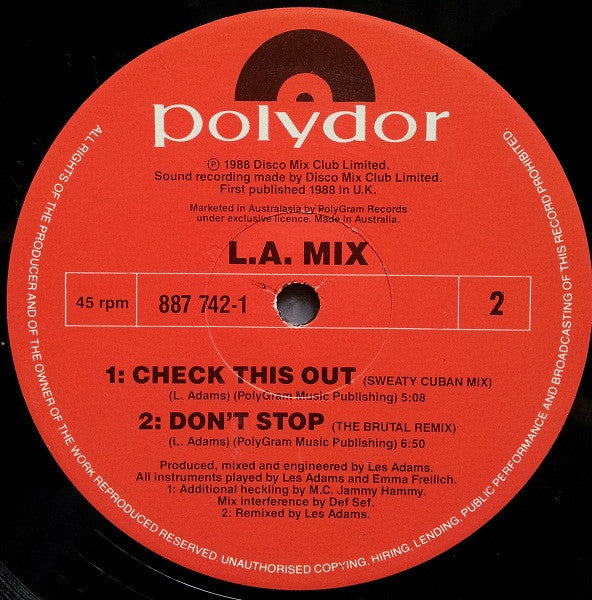 polydor
℗ 1988 Disco Mix Club Limited.
Sound recording made by Disco Mix Club Limited.
First published 1988 in U.K.
Marketed in Australasia by PolyGram Records
under exclusive licence. Made in Australia.
L.A. MIX
45 rpm 887 742-1 2
1: CHECK THIS OUT (SWEATY CUBAN MIX)
(L. Adams) (PolyGram Music Publishing) 5:08
2: DON'T STOP (THE BRUTAL REMIX)
(L. Adams) (PolyGram Music Publishing) 6:50
Produced, mixed and engineered by Les Adams.
All instruments played by Les Adams and Emma Freilich.
1: Additional heckling by M.C. Jammy Hammy.
Mix interference by Def Sef.
2: Remixed by Les Adams.
ALL RIGHTS OF THE PRODUCER AND OF THE OWNER OF THE WORK REPRODUCED RESERVED. UNAUTHORISED COPYING. HIRING. LENDING. PUBLIC PERFORMANCE AND BROADCASTING OF THIS RECORD PROHIBITED